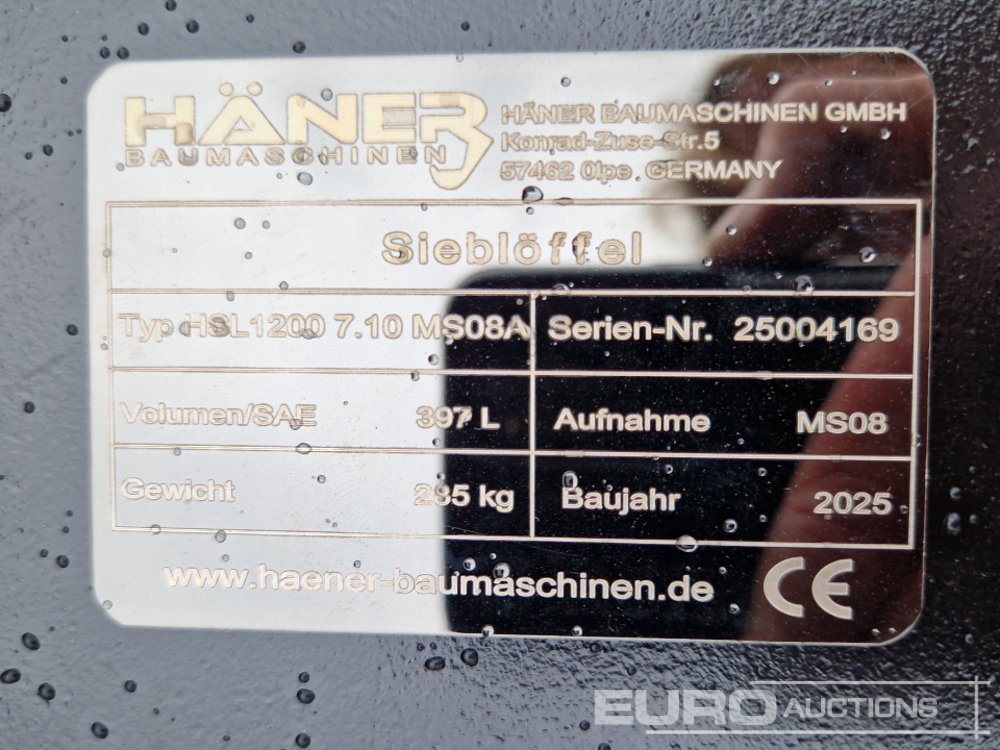 HÄNER
BAUMASCHINEN
HÄNER BAUMASCHINEN GMBH
Konrad-Zuse-Str.5
57462 Olpe, GERMANY
Sieblöffel
Typ HSL1200 7.10 MS08A Serien-Nr. 25004169
Volumen/SAE 397 L Aufnahme MS08
Gewicht kg Baujahr 2025
www.haener-baumaschinen.de CE
EURO AUCTIONS